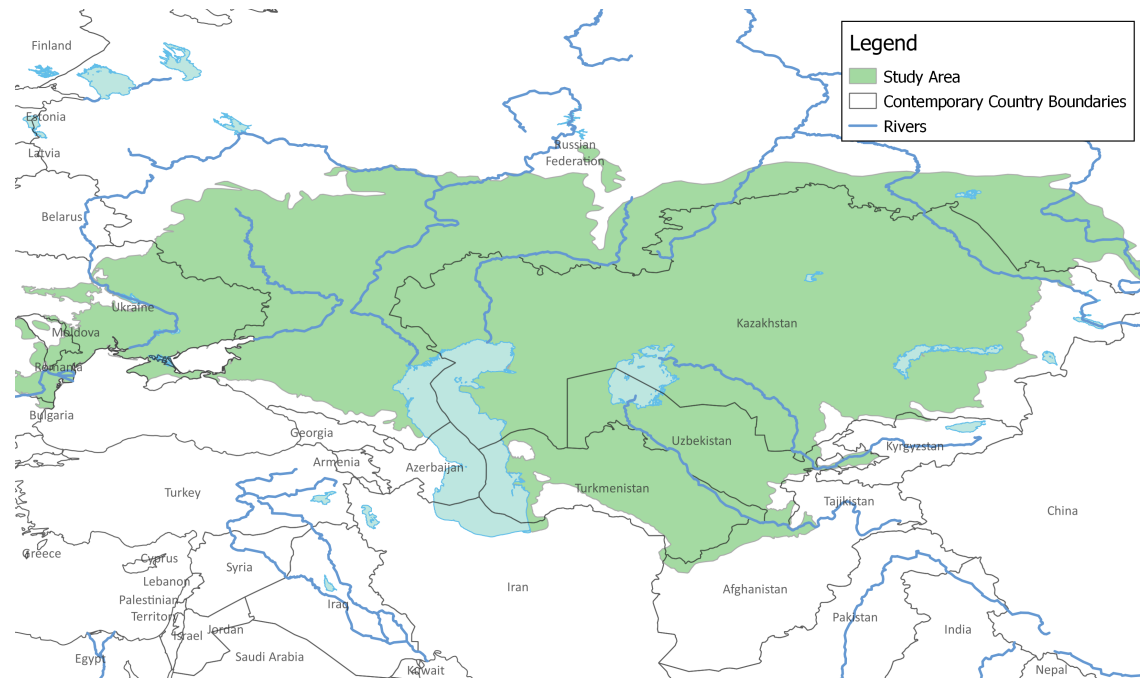 Finland
Legend
Study Area
Contemporary Country Boundaries
Rivers
Estonia
Latvia
Russian
Federation
Belarus
Ukraine
Moldova
Kazakhstan
Romania
Bulgaria
Georgia
Uzbekistan
Kyrgyzstan
Armenia
Azerbaijan
Turkey
Turkmenistan
Tajikistan
China
Greece
Cyprus
Syria
Lebanon
Iran
Afghanistan
Palestinian
Territory
Iraq
Pakistan
Israel
Jordan
India
Egypt
Saudi Arabia
Kuwait
Nepal